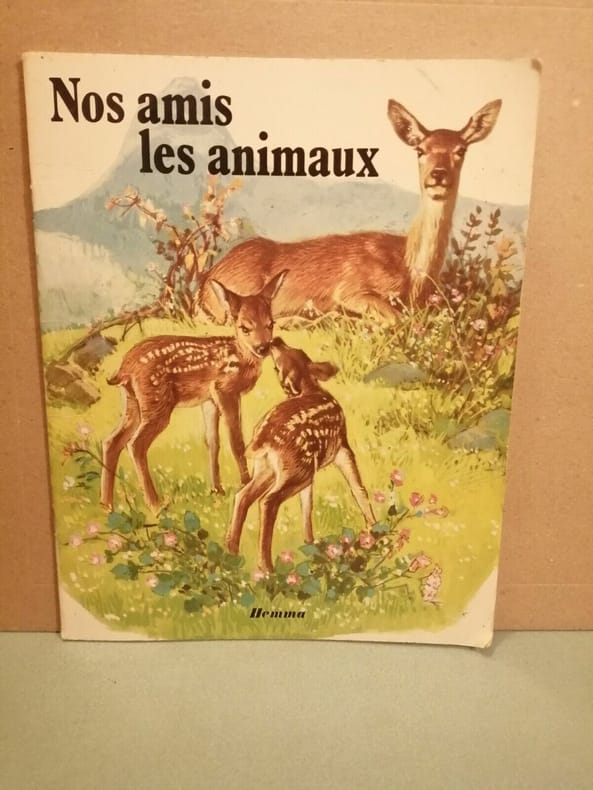 Nos amis
les animaux
Hemma